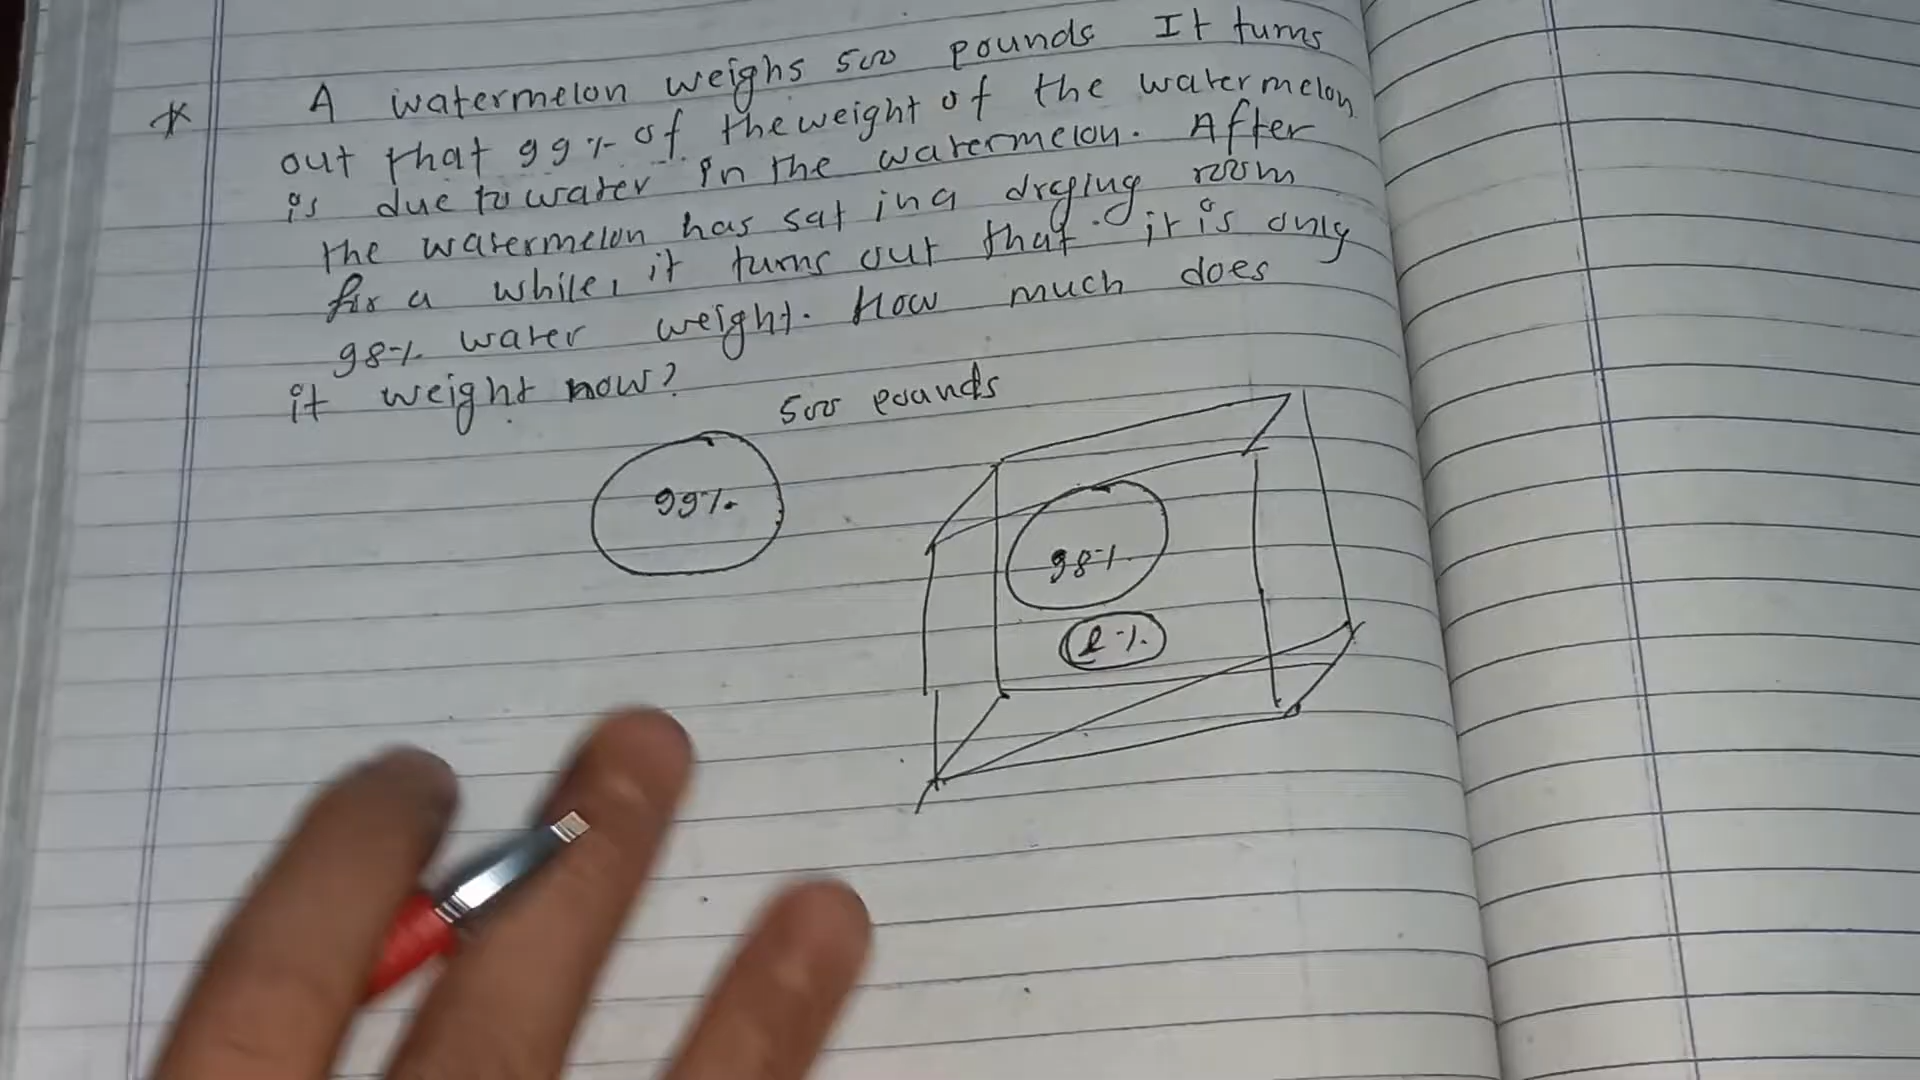 * A watermelon weighs 500 pounds It turns
out that 99% of the weight of the watermelon
is due to water in the watermelon. After
the watermelon has sat in a drying room
for a while, it turns out that it is only
98% water weight. How much does
it weight now?
500 pounds
99%
98%
2%